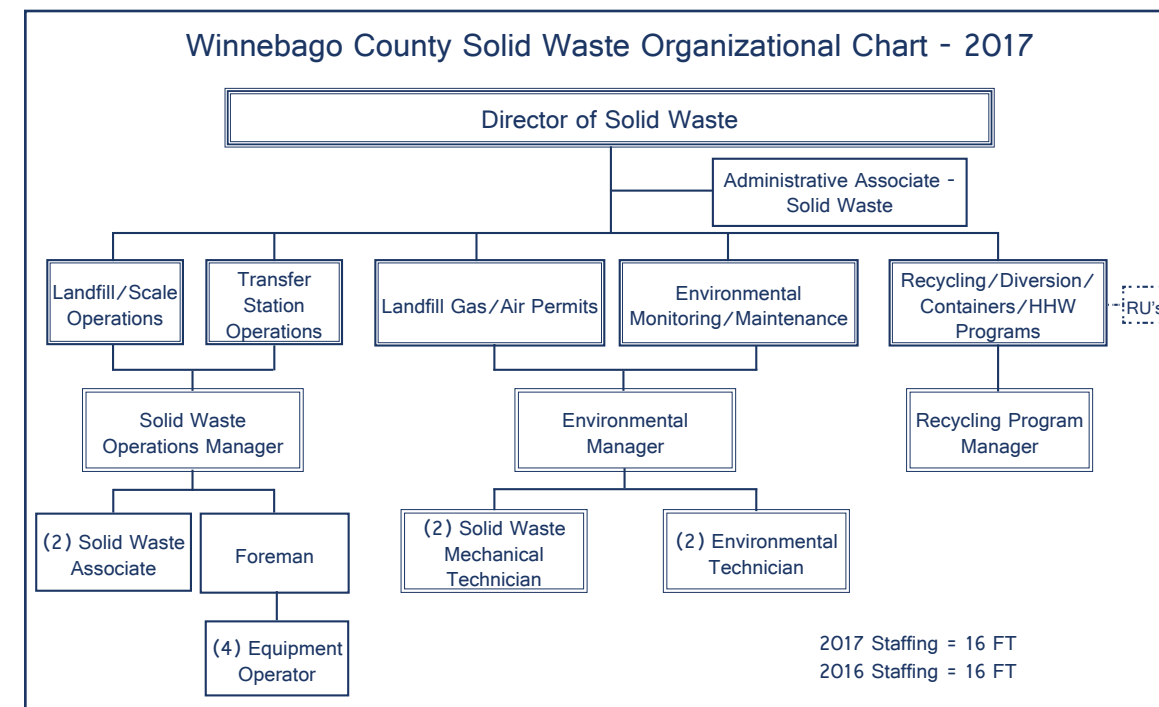 Winnebago County Solid Waste Organizational Chart - 2017
Director of Solid Waste
Administrative Associate -
Solid Waste
Landfill/Scale
Operations
Transfer
Station
Operations
Landfill Gas/Air Permits
Environmental
Monitoring/Maintenance
Recycling/Diversion/
Containers/HHW
Programs
RU's
Solid Waste
Operations Manager
Environmental
Manager
Recycling Program
Manager
(2) Solid Waste
Associate
Foreman
(2) Solid Waste
Mechanical
Technician
(2) Environmental
Technician
(4) Equipment
Operator
2017 Staffing = 16 FT
2016 Staffing = 16 FT